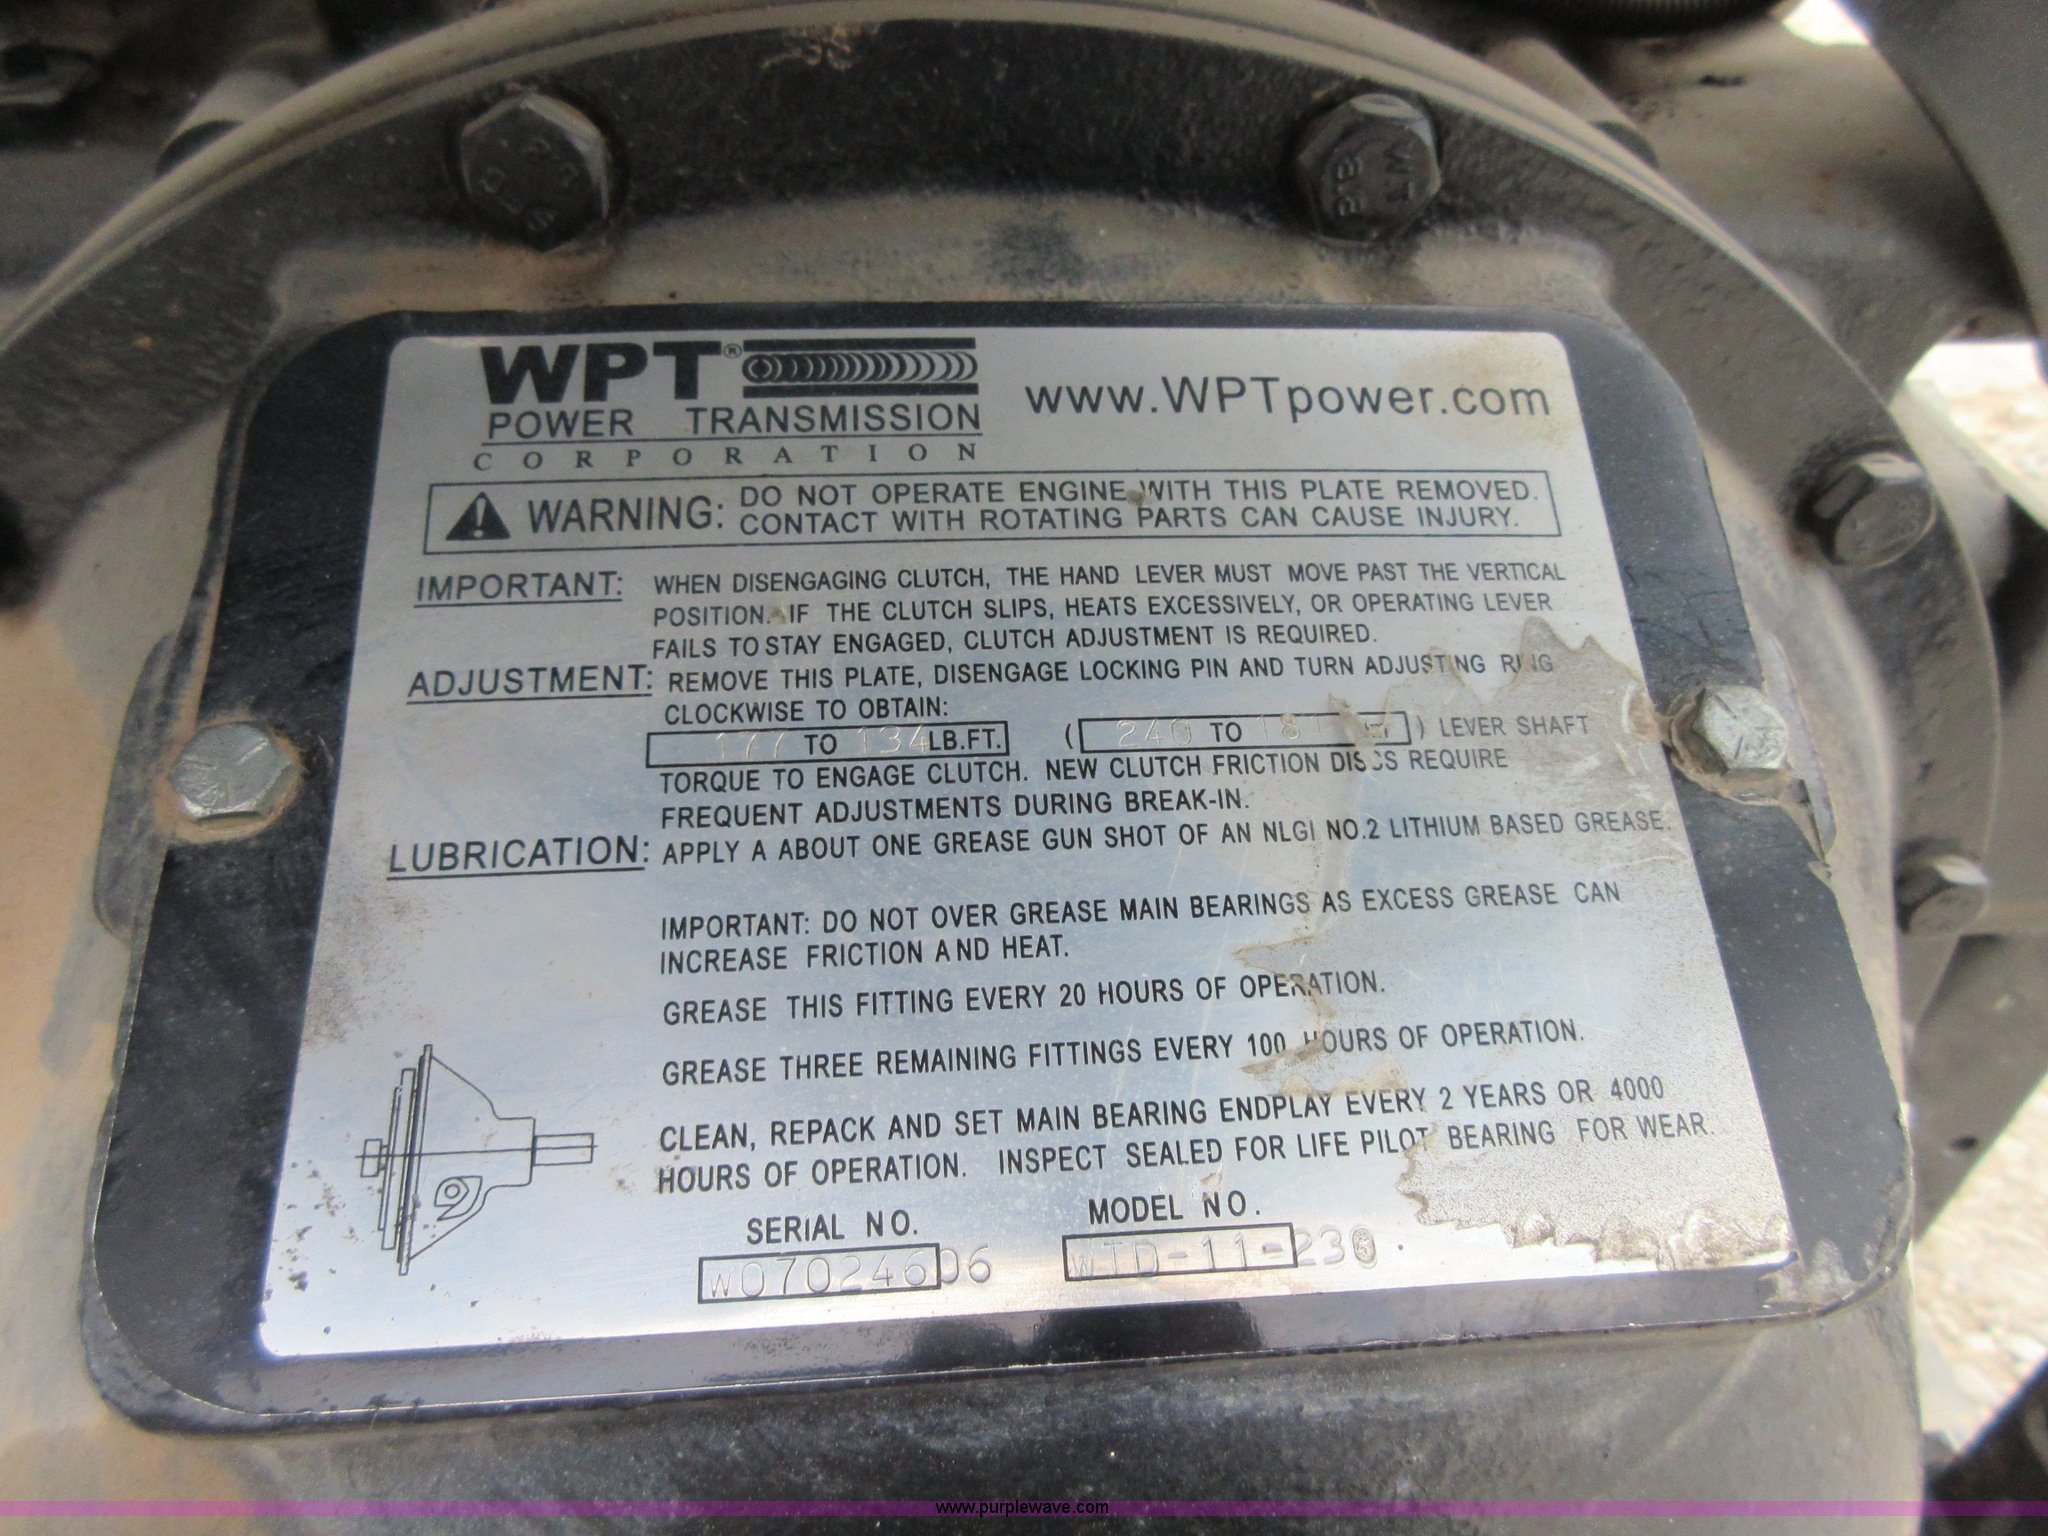 WPT®
POWER TRANSMISSION
CORPORATION
www.WPTpower.com
WARNING: DO NOT OPERATE ENGINE WITH THIS PLATE REMOVED.
CONTACT WITH ROTATING PARTS CAN CAUSE INJURY.
IMPORTANT: WHEN DISENGAGING CLUTCH, THE HAND LEVER MUST MOVE PAST THE VERTICAL
POSITION. IF THE CLUTCH SLIPS, HEATS EXCESSIVELY, OR OPERATING LEVER
FAILS TO STAY ENGAGED, CLUTCH ADJUSTMENT IS REQUIRED.
ADJUSTMENT: REMOVE THIS PLATE, DISENGAGE LOCKING PIN AND TURN ADJUSTING RING
CLOCKWISE TO OBTAIN:
177 TO 134 LB.FT. ( 240 TO ) LEVER SHAFT
TORQUE TO ENGAGE CLUTCH. NEW CLUTCH FRICTION DISCS REQUIRE
FREQUENT ADJUSTMENTS DURING BREAK-IN.
LUBRICATION: APPLY A ABOUT ONE GREASE GUN SHOT OF AN NLGI NO.2 LITHIUM BASED GREASE.
IMPORTANT: DO NOT OVER GREASE MAIN BEARINGS AS EXCESS GREASE CAN
INCREASE FRICTION AND HEAT.
GREASE THIS FITTING EVERY 20 HOURS OF OPERATION.
GREASE THREE REMAINING FITTINGS EVERY 100 HOURS OF OPERATION.
CLEAN, REPACK AND SET MAIN BEARING ENDPLAY EVERY 2 YEARS OR 4000
HOURS OF OPERATION. INSPECT SEALED FOR LIFE PILOT BEARING FOR WEAR.
SERIAL NO. MODEL NO.
W07024606 WTD-11-230
www.purplewave.com